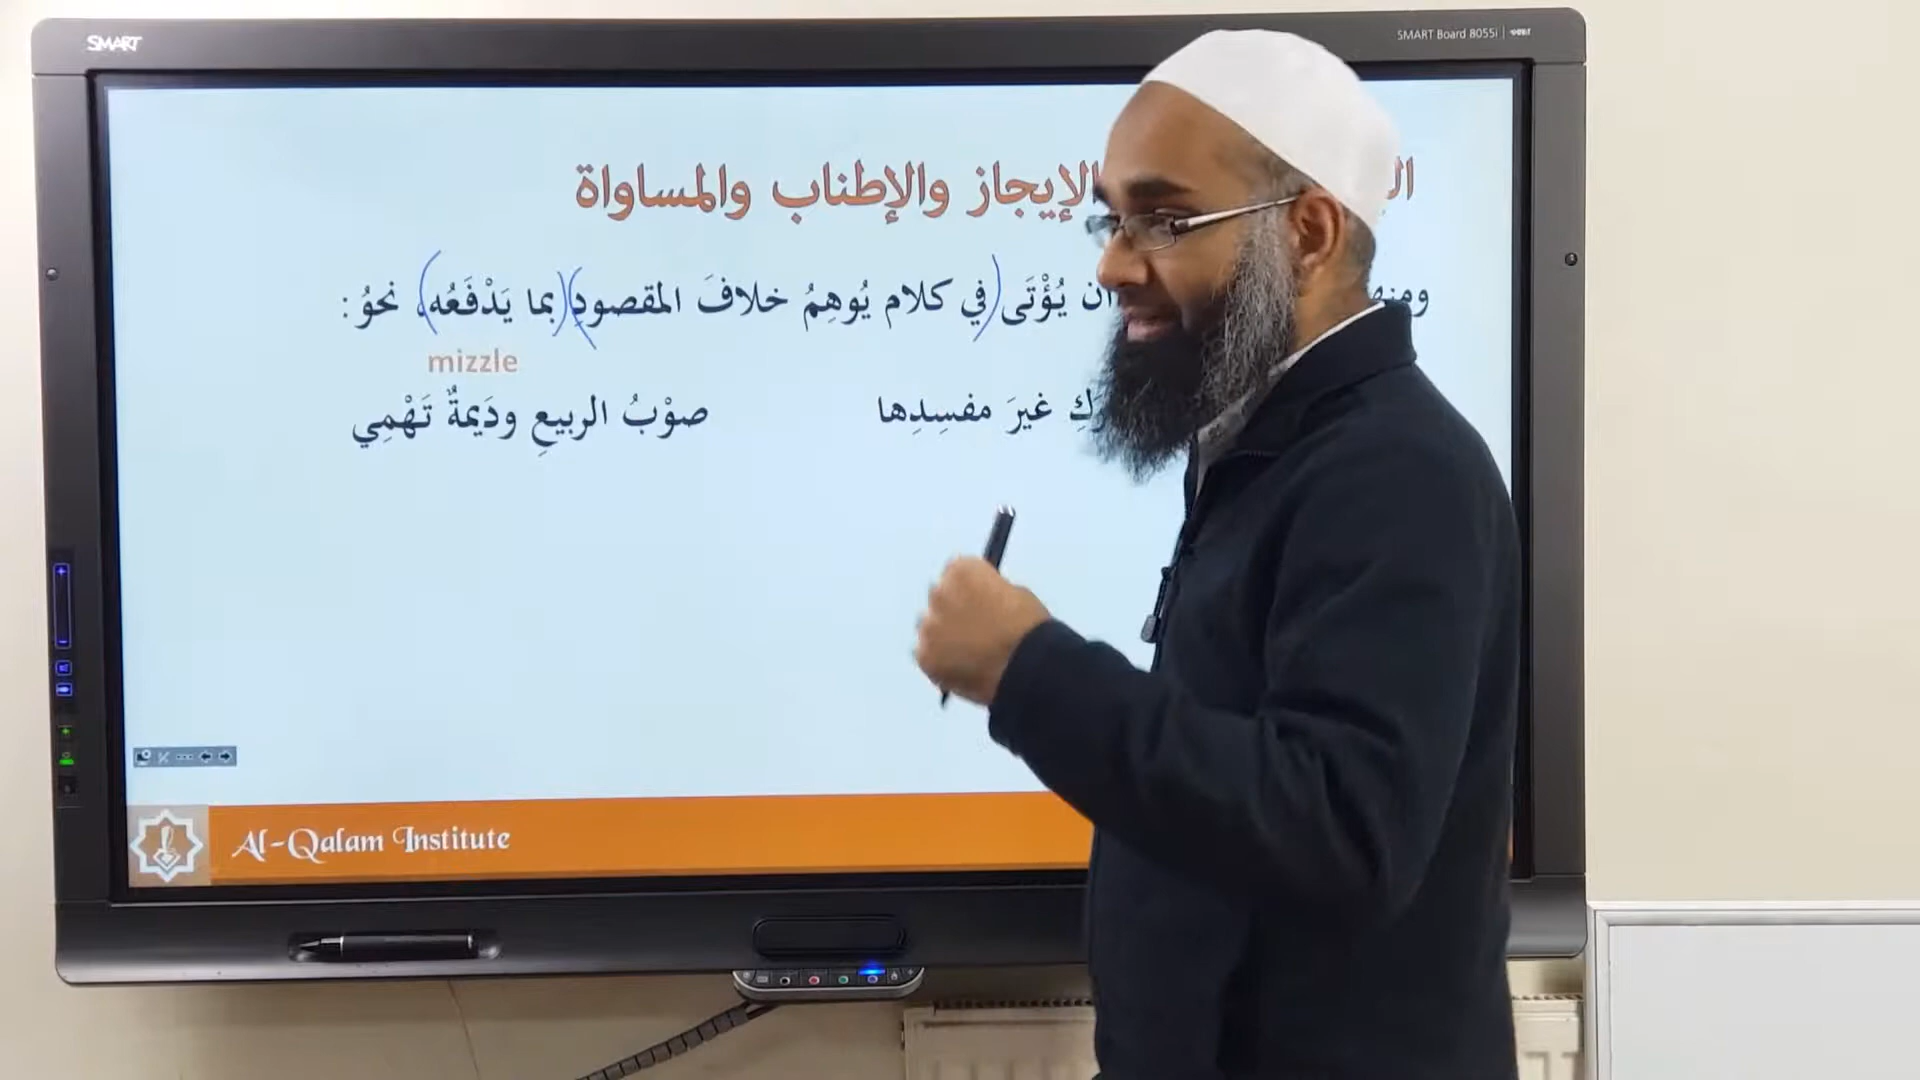 SMART
SMART Board 8055i
الإيجاز والإطناب والمساواة
أن يُؤْتَى (في كلام يُوهِمُ خلافَ المقصودِ) (بما يَدْفَعُه)، نحوُ :
mizzle
غيرَ مفسِدِها صوْبُ الربيعِ ودَيمةٌ تَهْمِي
Al-Qalam Institute